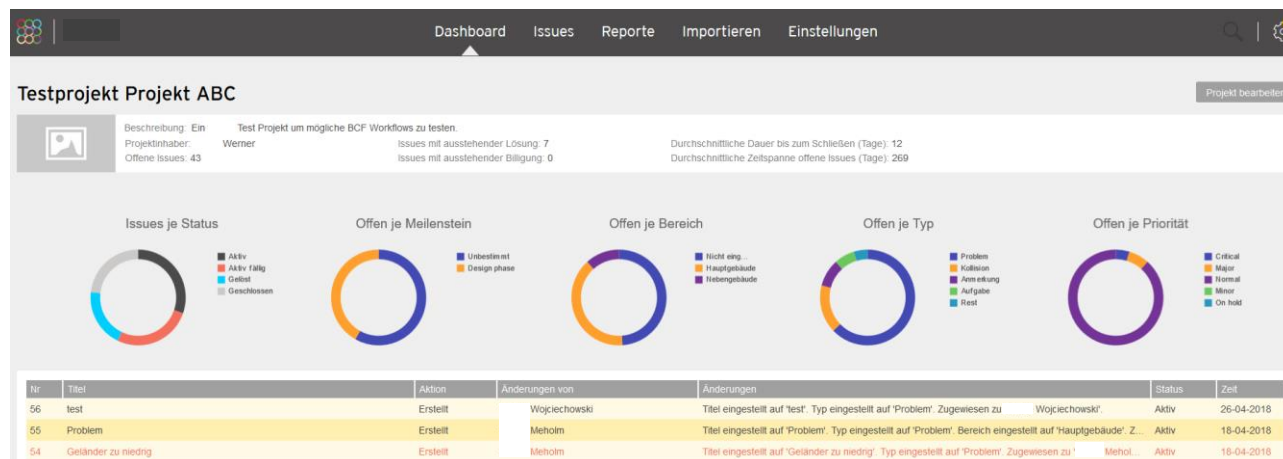 Dashboard Issues Reporte Importieren Einstellungen
Testprojekt Projekt ABC
Projekt bearbeiten
Beschreibung: Ein Test Projekt um mögliche BCF Workflows zu testen.
Projektinhaber: Werner Issues mit ausstehender Lösung: 7 Durchschnittliche Dauer bis zum Schließen (Tage): 12
Offene Issues: 43 Issues mit ausstehender Billigung: 0 Durchschnittliche Zeitspanne offene Issues (Tage): 269
Issues je Status
Aktiv
Aktiv fällig
Gelöst
Geschlossen
Offen je Meilenstein
Unbestimmt
Design phase
Offen je Bereich
Nicht eing...
Hauptgebäude
Nebengebäude
Offen je Typ
Problem
Kollision
Anmerkung
Aufgabe
Rest
Offen je Priorität
Critical
Major
Normal
Minor
On hold
Nr Titel Aktion Änderungen von Änderungen Status Zeit
56 test Erstellt Wojciechowski Titel eingestellt auf 'test'. Typ eingestellt auf 'Problem'. Zugewiesen zu Wojciechowski'. Aktiv 26-04-2018
55 Problem Erstellt Meholm Titel eingestellt auf 'Problem'. Typ eingestellt auf 'Problem'. Bereich eingestellt auf 'Hauptgebäude'. Z... Aktiv 18-04-2018
54 Geländer zu niedrig Erstellt Meholm Titel eingestellt auf 'Geländer zu niedrig'. Typ eingestellt auf 'Problem'. Zugewiesen zu ' Mehol... Aktiv 18-04-2018